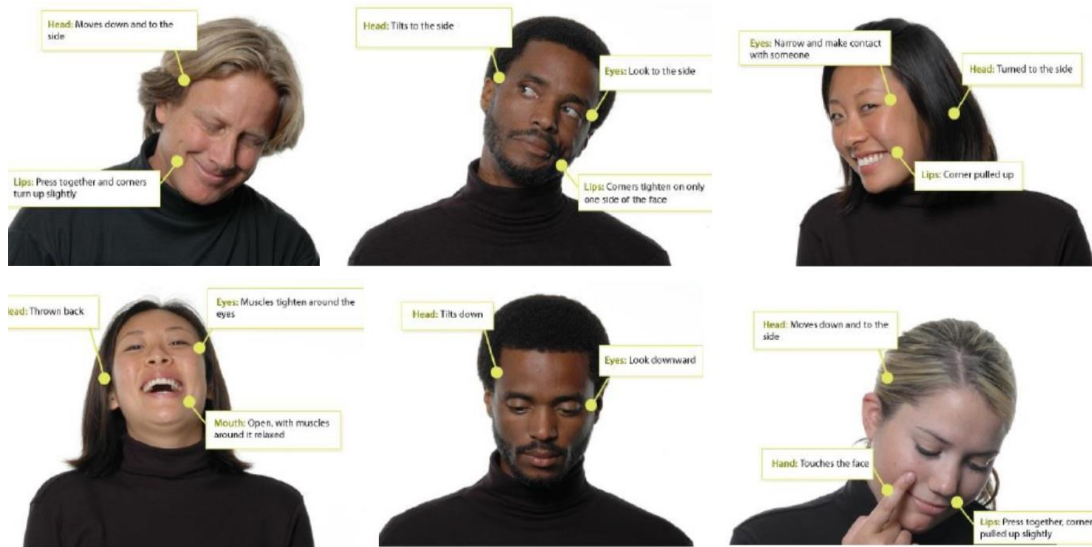 Head: Moves down and to the
side
Head: Tilts to the side
Eyes: Look to the side
Eyes: Narrow and make contact
with someone
Head: Turned to the side
Lips: Press together and corners
turn up slightly
Lips: Corners tighten on only
one side of the face
Lips: Corner pulled up
ead: Thrown back
Eyes: Muscles tighten around the
eyes
Mouth: Open, with muscles
around it relaxed
Head: Tilts down
Eyes: Look downward
Head: Moves down and to the
side
Hand: Touches the face
Lips: Press together, corner
pulled up slightly